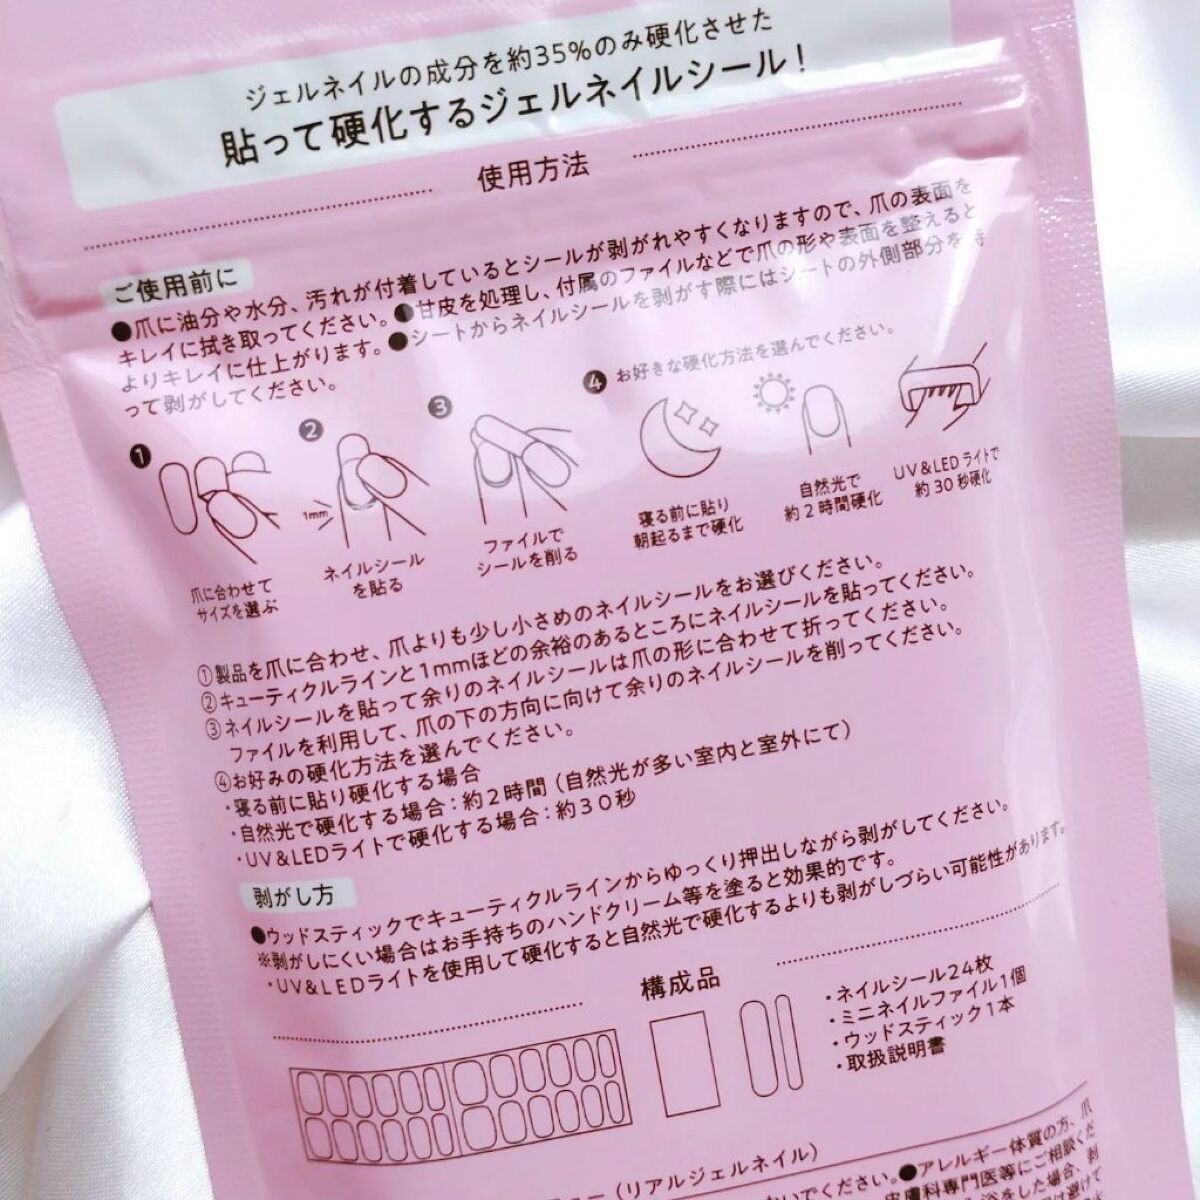 ジェルネイルの成分を約35%のみ硬化させた
貼って硬化するジェルネイルシール!
使用方法
ご使用前に
●爪に油分や水分、汚れが付着しているとシールが剥がれやすくなりますので、爪の表面を
キレイに拭き取ってください。●甘皮を処理し、付属のファイルなどで爪の形や表面を整えると
よりキレイに仕上がります。●シートからネイルシールを剥がす際にはシートの外側部分を持
って剥がしてください。
❶
爪に合わせて
サイズを選ぶ
❷
1mm
ネイルシール
を貼る
❸
ファイルで
シールを削る
❹ お好きな硬化方法を選んでください。
寝る前に貼り
朝起るまで硬化
自然光で
約2時間硬化
UV&LEDライトで
約30秒硬化
①製品を爪に合わせ、爪よりも少し小さめのネイルシールをお選びください。
②キューティクルラインと1mmほどの余裕のあるところにネイルシールを貼ってください。
③ネイルシールを貼って余りのネイルシールは爪の形に合わせて折ってください。
ファイルを利用して、爪の下の方向に向けて余りのネイルシールを削ってください。
④お好みの硬化方法を選んでください。
・寝る前に貼り硬化する場合
・自然光で硬化する場合:約2時間(自然光が多い室内と室外にて)
・UV&LEDライトで硬化する場合:約30秒
剥がし方
●ウッドスティックでキューティクルラインからゆっくり押出しながら剥がしてください。
※剥がしにくい場合はお手持ちのハンドクリーム等を塗ると効果的です。
・UV&LEDライトを使用して硬化すると自然光で硬化するよりも剥がしづらい可能性があります。
構成品
・ネイルシール24枚
・ミニネイルファイル1個
・ウッドスティック1本
・取扱説明書
(リアルジェルネイル)
ないでください。●アレルギー体質の方、爪
皮膚科専門医等にご相談くだ